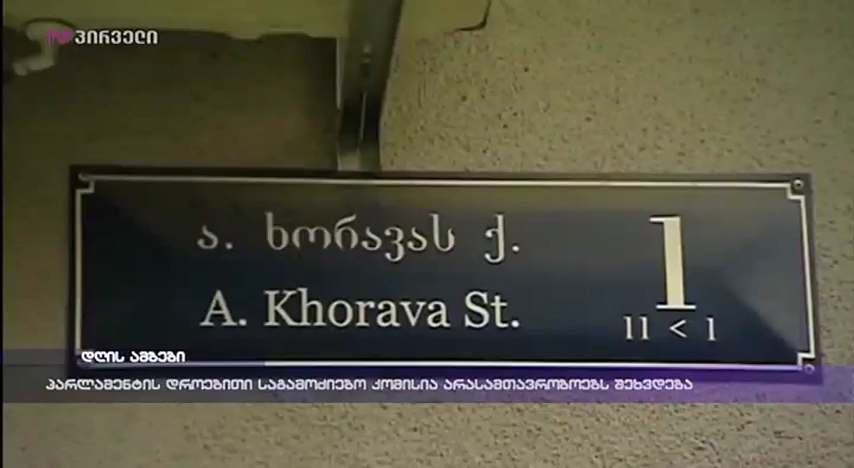 პირველი
ა. ხორავას ქ.
1
A. Khorava St.
11 < 1
დღის ამბები
პარლამენტის დროებითი საგამოძიებო კომისია არასამთავრობოებს შეხვდება